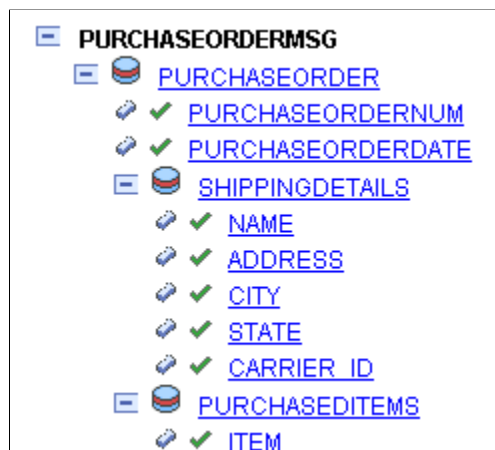 PURCHASEORDERMSG
PURCHASEORDER
PURCHASEORDERNUM
PURCHASEORDERDATE
SHIPPINGDETAILS
NAME
ADDRESS
CITY
STATE
CARRIER_ID
PURCHASEDITEMS
ITEM